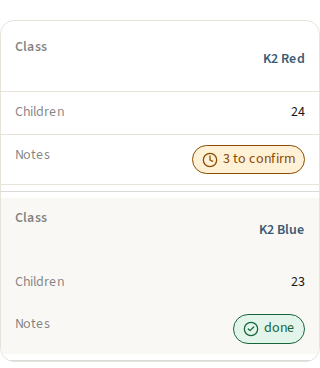 Class
K2 Red
Children
24
Notes
3 to confirm
Class
K2 Blue
Children
23
Notes
done